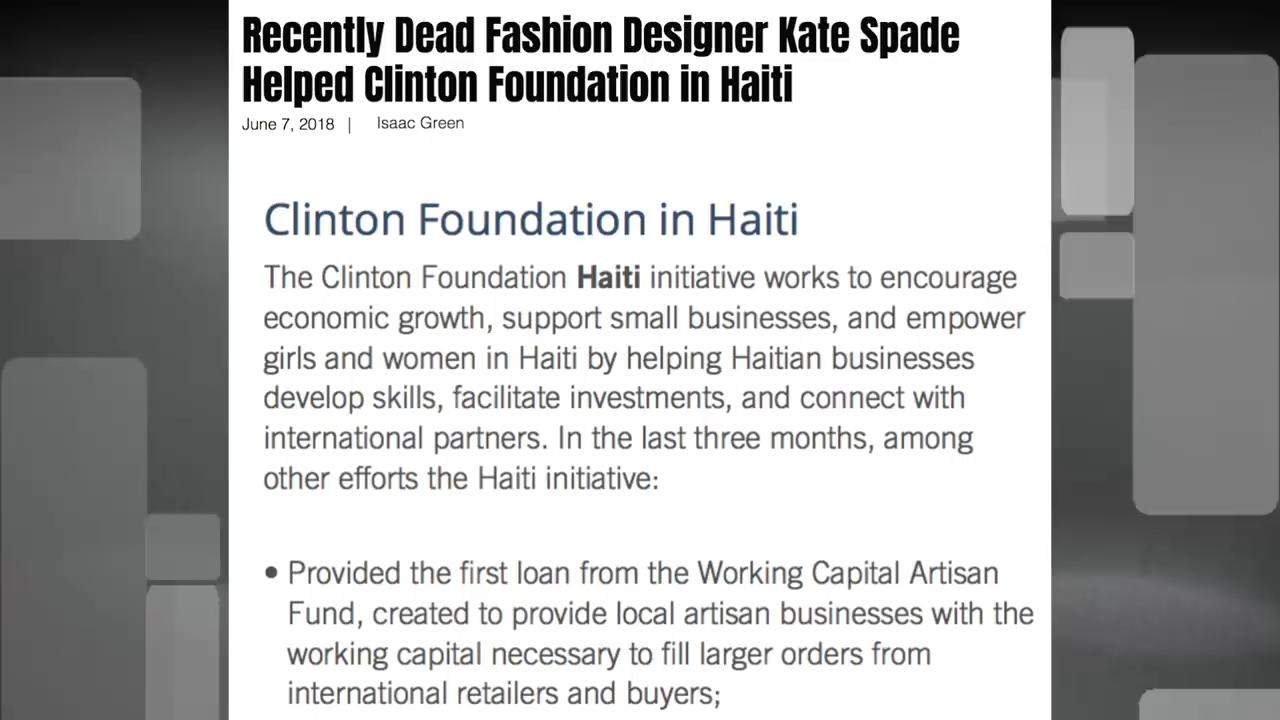 Recently Dead Fashion Designer Kate Spade
Helped Clinton Foundation in Haiti
June 7, 2018 | Isaac Green
Clinton Foundation in Haiti
The Clinton Foundation Haiti initiative works to encourage
economic growth, support small businesses, and empower
girls and women in Haiti by helping Haitian businesses
develop skills, facilitate investments, and connect with
international partners. In the last three months, among
other efforts the Haiti initiative:
• Provided the first loan from the Working Capital Artisan
Fund, created to provide local artisan businesses with the
working capital necessary to fill larger orders from
international retailers and buyers;